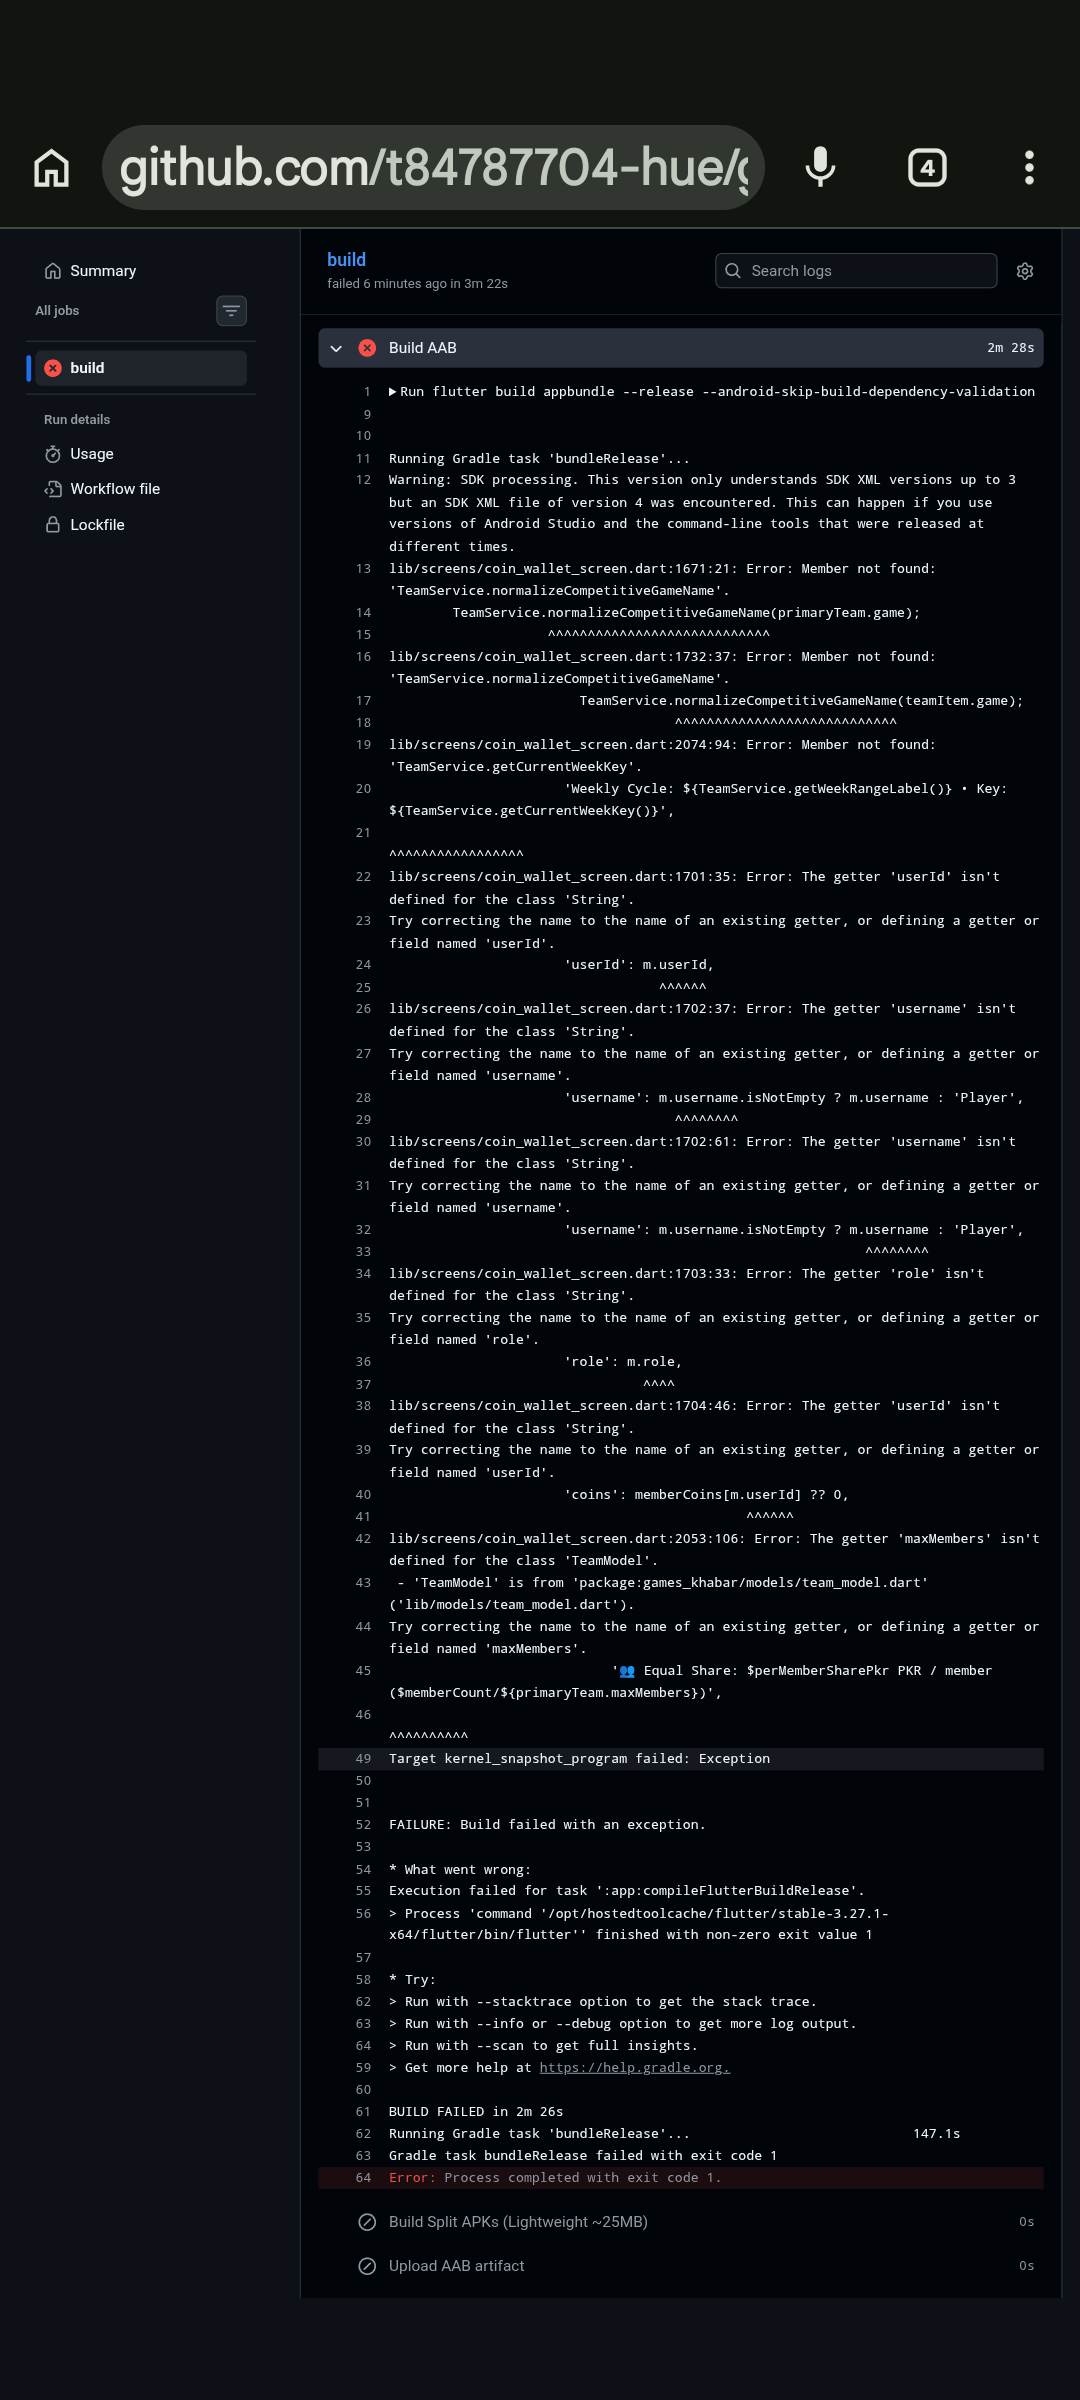 github.com/t84787704-hue/g
4
Summary
All jobs
build
Run details
Usage
Workflow file
Lockfile
build
failed 6 minutes ago in 3m 22s
Search logs
Build AAB 2m 28s
1 Run flutter build appbundle --release --android-skip-build-dependency-validation
9
10
11 Running Gradle task 'bundleRelease'...
12 Warning: SDK processing. This version only understands SDK XML versions up to 3
but an SDK XML file of version 4 was encountered. This can happen if you use
versions of Android Studio and the command-line tools that were released at
different times.
13 lib/screens/coin_wallet_screen.dart:1671:21: Error: Member not found:
'TeamService.normalizeCompetitiveGameName'.
14 TeamService.normalizeCompetitiveGameName(primaryTeam.game);
15 ^^^^^^^^^^^^^^^^^^^^^^^^^^^^
16 lib/screens/coin_wallet_screen.dart:1732:37: Error: Member not found:
'TeamService.normalizeCompetitiveGameName'.
17 TeamService.normalizeCompetitiveGameName(teamItem.game);
18 ^^^^^^^^^^^^^^^^^^^^^^^^^^^^
19 lib/screens/coin_wallet_screen.dart:2074:94: Error: Member not found:
'TeamService.getCurrentWeekKey'.
20 'Weekly Cycle: ${TeamService.getWeekRangeLabel()} • Key:
${TeamService.getCurrentWeekKey()}',
21
^^^^^^^^^^^^^^^^^
22 lib/screens/coin_wallet_screen.dart:1701:35: Error: The getter 'userId' isn't
defined for the class 'String'.
23 Try correcting the name to the name of an existing getter, or defining a getter or
field named 'userId'.
24 'userId': m.userId,
25 ^^^^^^
26 lib/screens/coin_wallet_screen.dart:1702:37: Error: The getter 'username' isn't
defined for the class 'String'.
27 Try correcting the name to the name of an existing getter, or defining a getter or
field named 'username'.
28 'username': m.username.isNotEmpty ? m.username : 'Player',
29 ^^^^^^^^
30 lib/screens/coin_wallet_screen.dart:1702:61: Error: The getter 'username' isn't
defined for the class 'String'.
31 Try correcting the name to the name of an existing getter, or defining a getter or
field named 'username'.
32 'username': m.username.isNotEmpty ? m.username : 'Player',
33 ^^^^^^^^
34 lib/screens/coin_wallet_screen.dart:1703:33: Error: The getter 'role' isn't
defined for the class 'String'.
35 Try correcting the name to the name of an existing getter, or defining a getter or
field named 'role'.
36 'role': m.role,
37 ^^^^
38 lib/screens/coin_wallet_screen.dart:1704:46: Error: The getter 'userId' isn't
defined for the class 'String'.
39 Try correcting the name to the name of an existing getter, or defining a getter or
field named 'userId'.
40 'coins': memberCoins[m.userId] ?? 0,
41 ^^^^^^
42 lib/screens/coin_wallet_screen.dart:2053:106: Error: The getter 'maxMembers' isn't
defined for the class 'TeamModel'.
43 - 'TeamModel' is from 'package:games_khabar/models/team_model.dart'
('lib/models/team_model.dart').
44 Try correcting the name to the name of an existing getter, or defining a getter or
field named 'maxMembers'.
45 '👥 Equal Share: $perMemberSharePkr PKR / member
($memberCount/${primaryTeam.maxMembers})',
46
^^^^^^^^^^
49 Target kernel_snapshot_program failed: Exception
50
51
52 FAILURE: Build failed with an exception.
53
54 * What went wrong:
55 Execution failed for task ':app:compileFlutterBuildRelease'.
56 > Process 'command '/opt/hostedtoolcache/flutter/stable-3.27.1-
x64/flutter/bin/flutter'' finished with non-zero exit value 1
57
58 * Try:
62 > Run with --stacktrace option to get the stack trace.
63 > Run with --info or --debug option to get more log output.
64 > Run with --scan to get full insights.
59 > Get more help at https://help.gradle.org.
60
61 BUILD FAILED in 2m 26s
62 Running Gradle task 'bundleRelease'... 147.1s
63 Gradle task bundleRelease failed with exit code 1
64 Error: Process completed with exit code 1.
Build Split APKs (Lightweight ~25MB) 0s
Upload AAB artifact 0s